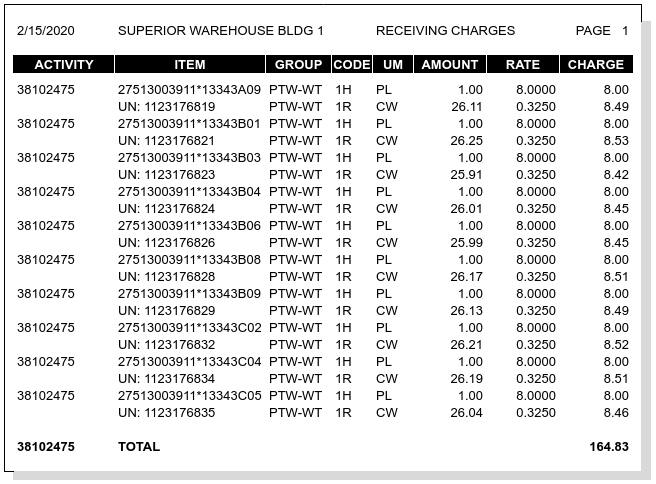 2/15/2020 SUPERIOR WAREHOUSE BLDG 1 RECEIVING CHARGES PAGE 1
ACTIVITY ITEM GROUP CODE UM AMOUNT RATE CHARGE
38102475 27513003911*13343A09 PTW-WT 1H PL 1.00 8.0000 8.00
UN: 1123176819 PTW-WT 1R CW 26.11 0.3250 8.49
38102475 27513003911*13343B01 PTW-WT 1H PL 1.00 8.0000 8.00
UN: 1123176821 PTW-WT 1R CW 26.25 0.3250 8.53
38102475 27513003911*13343B03 PTW-WT 1H PL 1.00 8.0000 8.00
UN: 1123176823 PTW-WT 1R CW 25.91 0.3250 8.42
38102475 27513003911*13343B04 PTW-WT 1H PL 1.00 8.0000 8.00
UN: 1123176824 PTW-WT 1R CW 26.01 0.3250 8.45
38102475 27513003911*13343B06 PTW-WT 1H PL 1.00 8.0000 8.00
UN: 1123176826 PTW-WT 1R CW 25.99 0.3250 8.45
38102475 27513003911*13343B08 PTW-WT 1H PL 1.00 8.0000 8.00
UN: 1123176828 PTW-WT 1R CW 26.17 0.3250 8.51
38102475 27513003911*13343B09 PTW-WT 1H PL 1.00 8.0000 8.00
UN: 1123176829 PTW-WT 1R CW 26.13 0.3250 8.49
38102475 27513003911*13343C02 PTW-WT 1H PL 1.00 8.0000 8.00
UN: 1123176832 PTW-WT 1R CW 26.21 0.3250 8.52
38102475 27513003911*13343C04 PTW-WT 1H PL 1.00 8.0000 8.00
UN: 1123176834 PTW-WT 1R CW 26.19 0.3250 8.51
38102475 27513003911*13343C05 PTW-WT 1H PL 1.00 8.0000 8.00
UN: 1123176835 PTW-WT 1R CW 26.04 0.3250 8.46
38102475 TOTAL 164.83